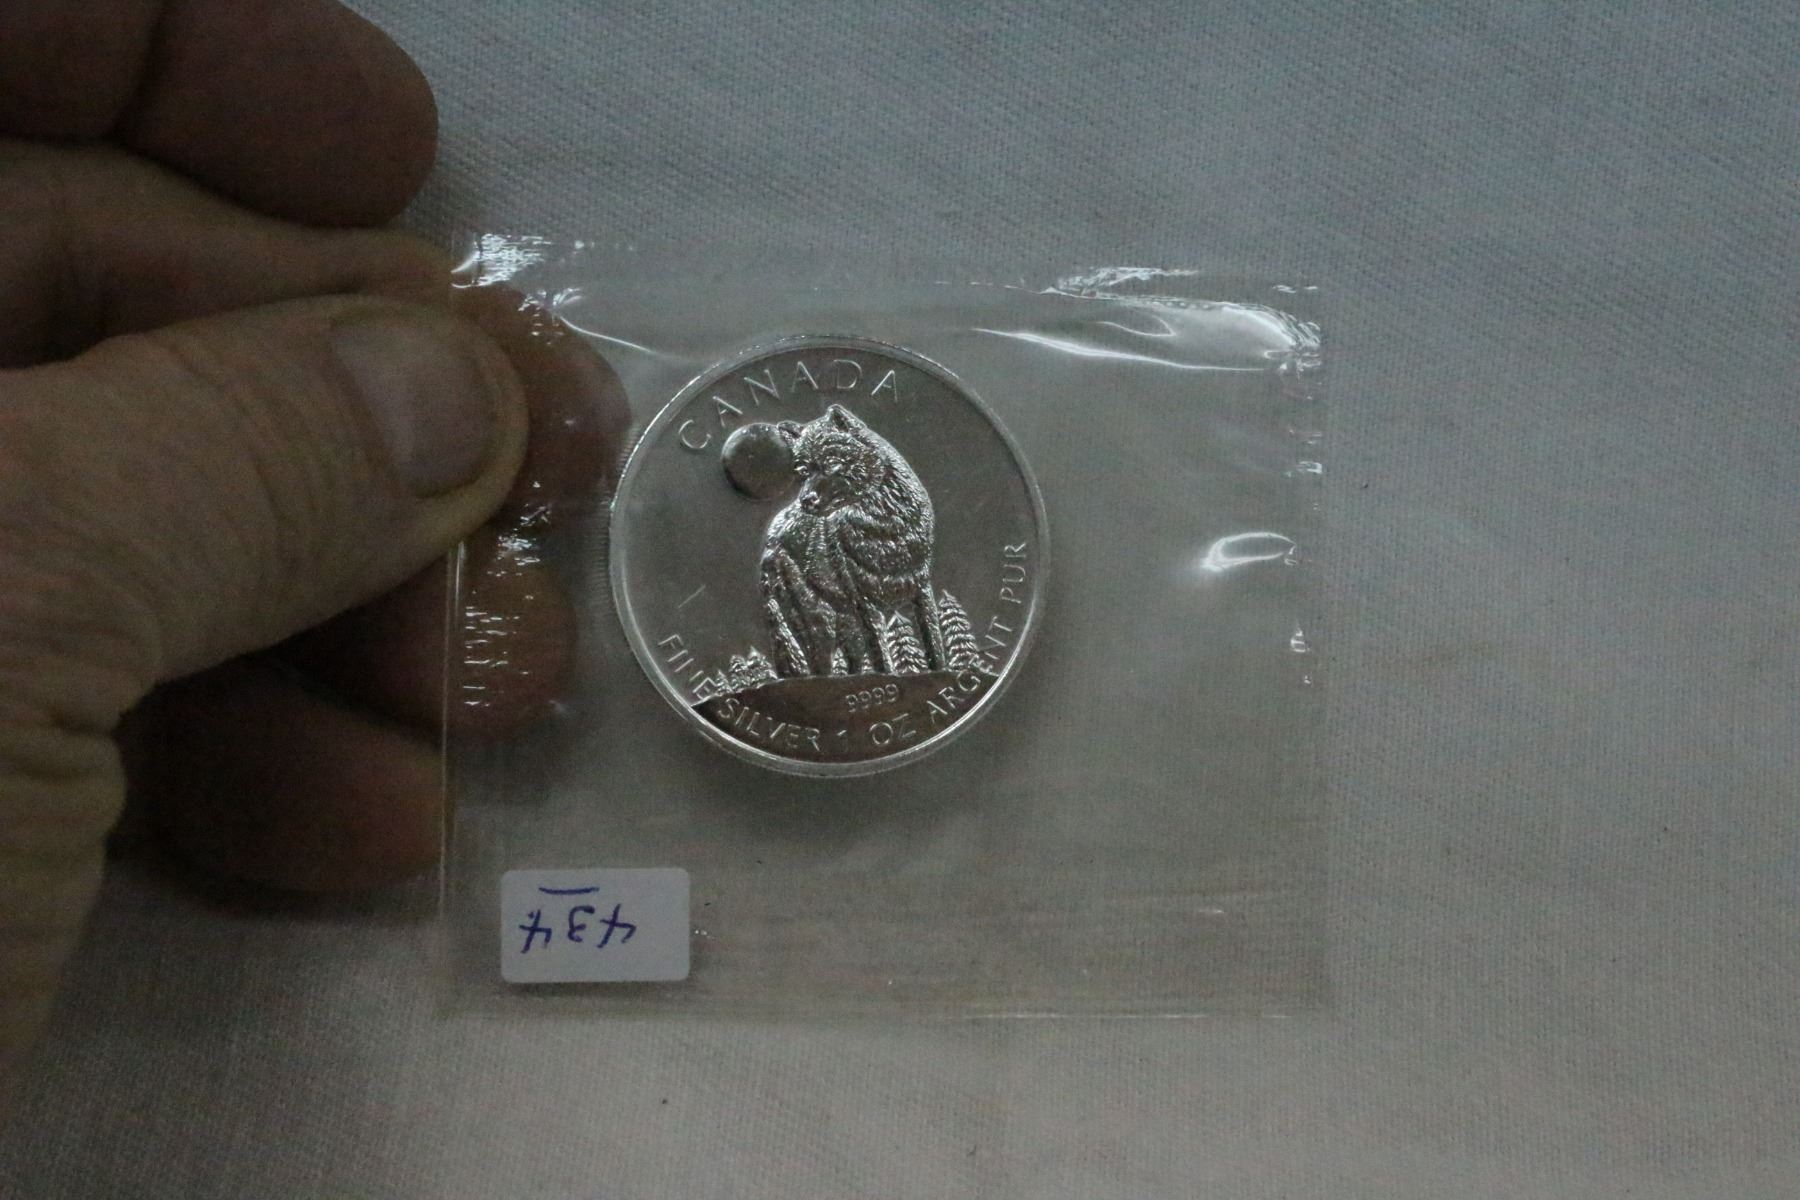 CANADA
9999
FINE SILVER 1 OZ ARGENT PUR
434